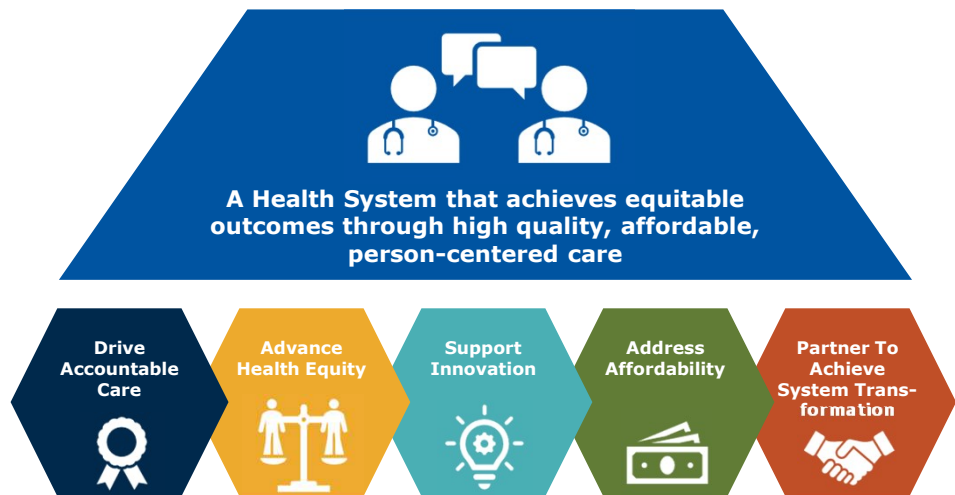 A Health System that achieves equitable
outcomes through high quality, affordable,
person-centered care
Drive
Accountable
Care
Advance
Health Equity
Support
Innovation
Address
Affordability
Partner To
Achieve
System Trans-
formation